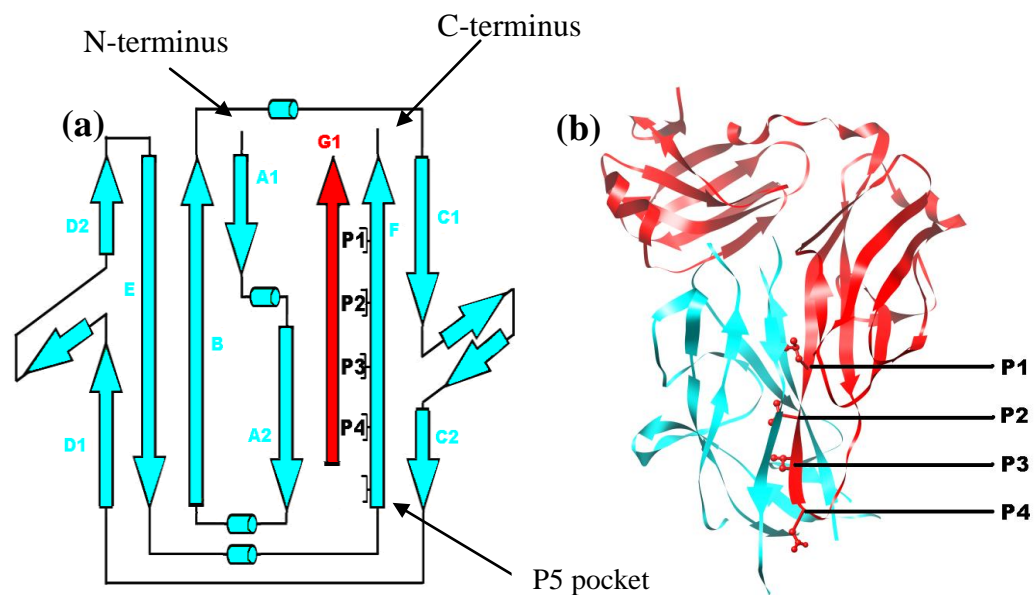 N-terminus
C-terminus
(a)
(b)
G1
A1
F
C1
D2
P1
E
P2
B
P3
P4
D1
A2
C2
P5 pocket
P1
P2
P3
P4